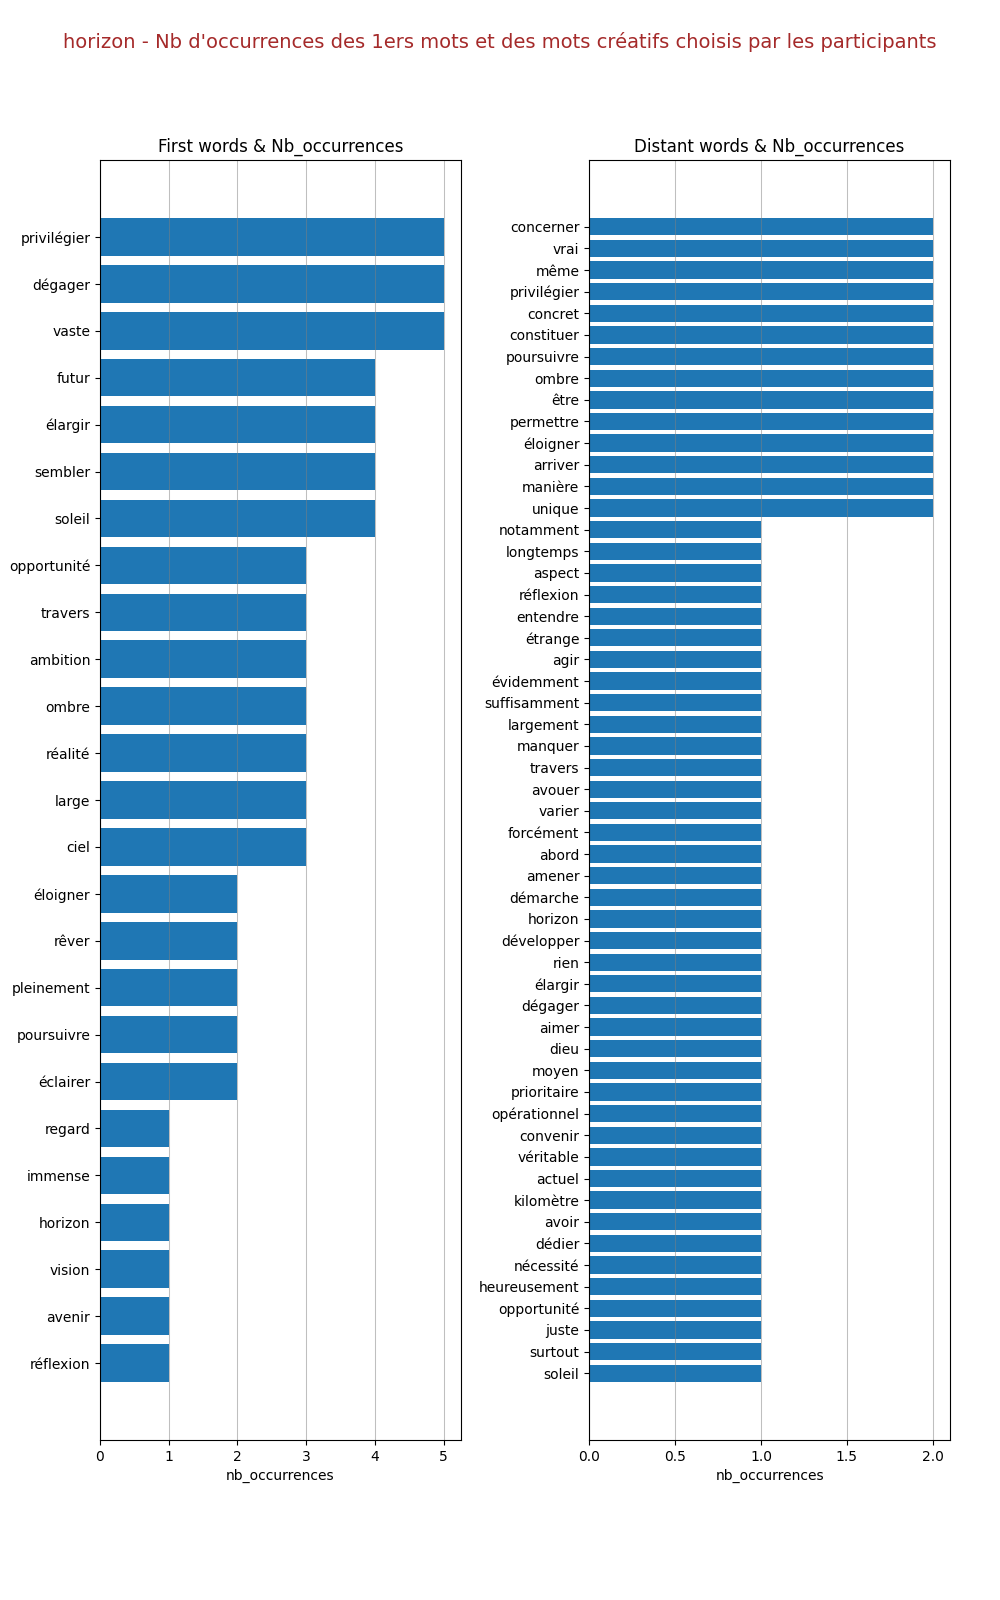 horizon - Nb d'occurrences des 1ers mots et des mots créatifs choisis par les participants
First words & Nb_occurrences
privilégier
dégager
vaste
futur
élargir
sembler
soleil
opportunité
travers
ambition
ombre
réalité
large
ciel
éloigner
rêver
pleinement
poursuivre
éclairer
regard
immense
horizon
vision
avenir
réflexion
0 1 2 3 4 5
nb_occurrences
Distant words & Nb_occurrences
concerner
vrai
même
privilégier
concret
constituer
poursuivre
ombre
être
permettre
éloigner
arriver
manière
unique
notamment
longtemps
aspect
réflexion
entendre
étrange
agir
évidemment
suffisamment
largement
manquer
travers
avouer
varier
forcément
abord
amener
démarche
horizon
développer
rien
élargir
dégager
aimer
dieu
moyen
prioritaire
opérationnel
convenir
véritable
actuel
kilomètre
avoir
dédier
nécessité
heureusement
opportunité
juste
surtout
soleil
0.0 0.5 1.0 1.5 2.0
nb_occurrences